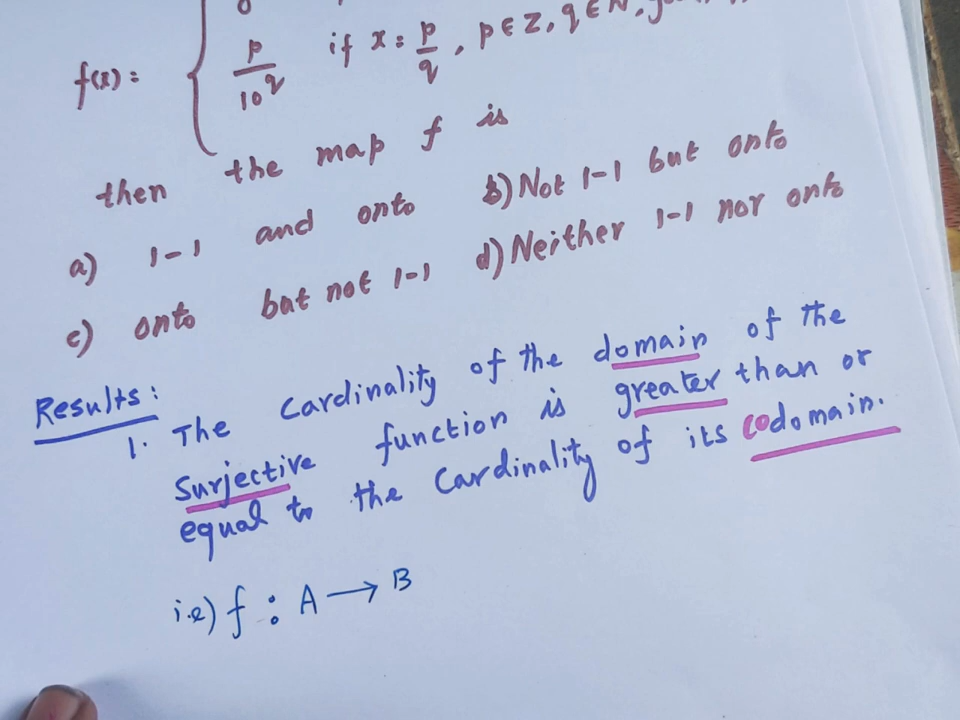 f(x) = { p/10^q if x = p/q, p ∈ Z, q ∈ N,
then the map f is
a) 1-1 and onto b) Not 1-1 but onto
c) onto but not 1-1 d) Neither 1-1 nor onto
Results:
1. The Cardinality of the domain of the
Surjective function is greater than or
equal to the Cardinality of its codomain.
i.e) f : A → B